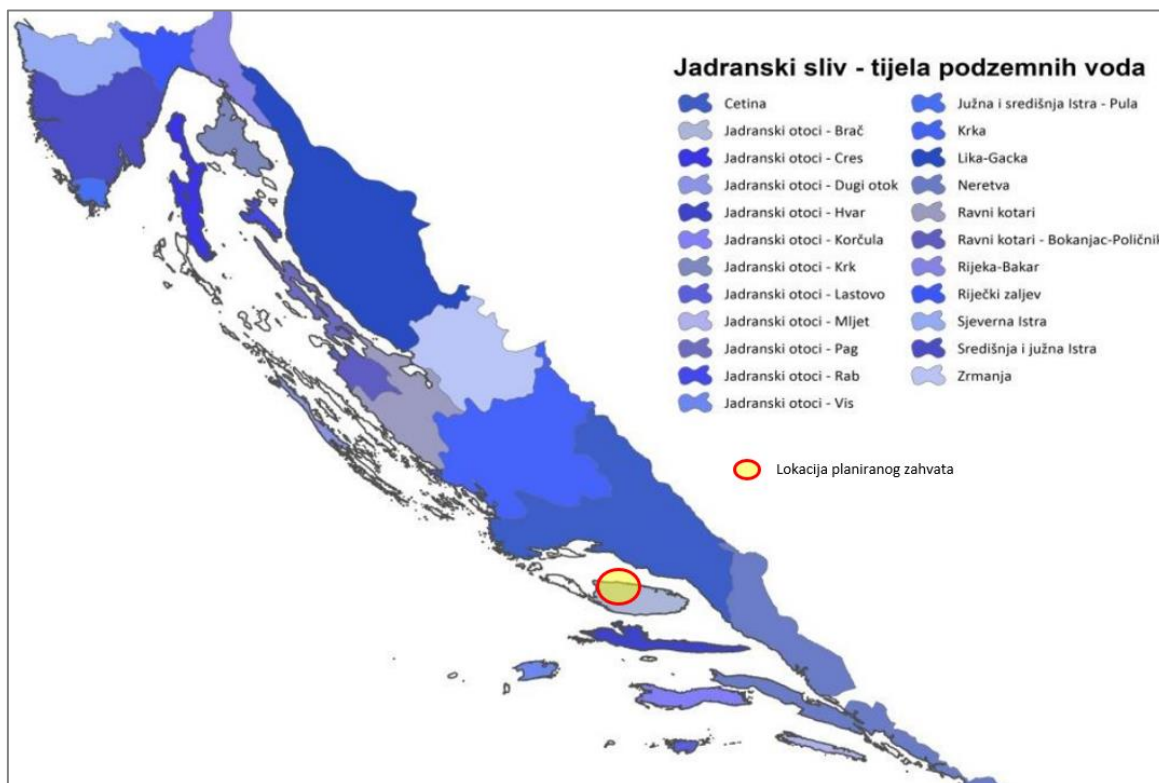 Jadranski sliv - tijela podzemnih voda
Cetina
Jadranski otoci - Brač
Jadranski otoci - Cres
Jadranski otoci - Dugi otok
Jadranski otoci - Hvar
Jadranski otoci - Korčula
Jadranski otoci - Krk
Jadranski otoci - Lastovo
Jadranski otoci - Mljet
Jadranski otoci - Pag
Jadranski otoci - Rab
Jadranski otoci - Vis
Južna i središnja Istra - Pula
Krka
Lika-Gacka
Neretva
Ravni kotari
Ravni kotari - Bokanjac-Poličnik
Rijeka-Bakar
Riječki zaljev
Sjeverna Istra
Središnja i južna Istra
Zrmanja
Lokacija planiranog zahvata